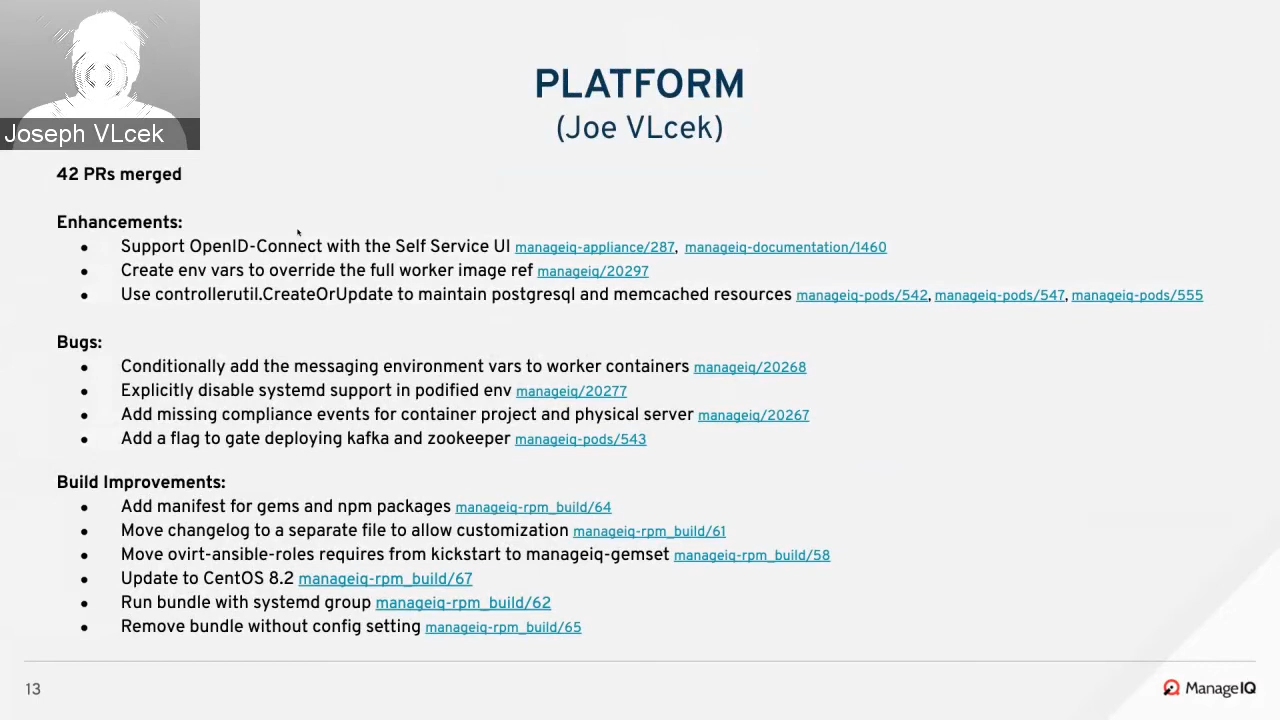 Joseph VLcek
PLATFORM
(Joe VLcek)
42 PRs merged
Enhancements:
● Support OpenID-Connect with the Self Service UI manageiq-appliance/287, manageiq-documentation/1460
● Create env vars to override the full worker image ref manageiq/20297
● Use controllerutil.CreateOrUpdate to maintain postgresql and memcached resources manageiq-pods/542, manageiq-pods/547, manageiq-pods/555
Bugs:
● Conditionally add the messaging environment vars to worker containers manageiq/20268
● Explicitly disable systemd support in podified env manageiq/20277
● Add missing compliance events for container project and physical server manageiq/20267
● Add a flag to gate deploying kafka and zookeeper manageiq-pods/543
Build Improvements:
● Add manifest for gems and npm packages manageiq-rpm_build/64
● Move changelog to a separate file to allow customization manageiq-rpm_build/61
● Move ovirt-ansible-roles requires from kickstart to manageiq-gemset manageiq-rpm_build/58
● Update to CentOS 8.2 manageiq-rpm_build/67
● Run bundle with systemd group manageiq-rpm_build/62
● Remove bundle without config setting manageiq-rpm_build/65
13
ManageIQ